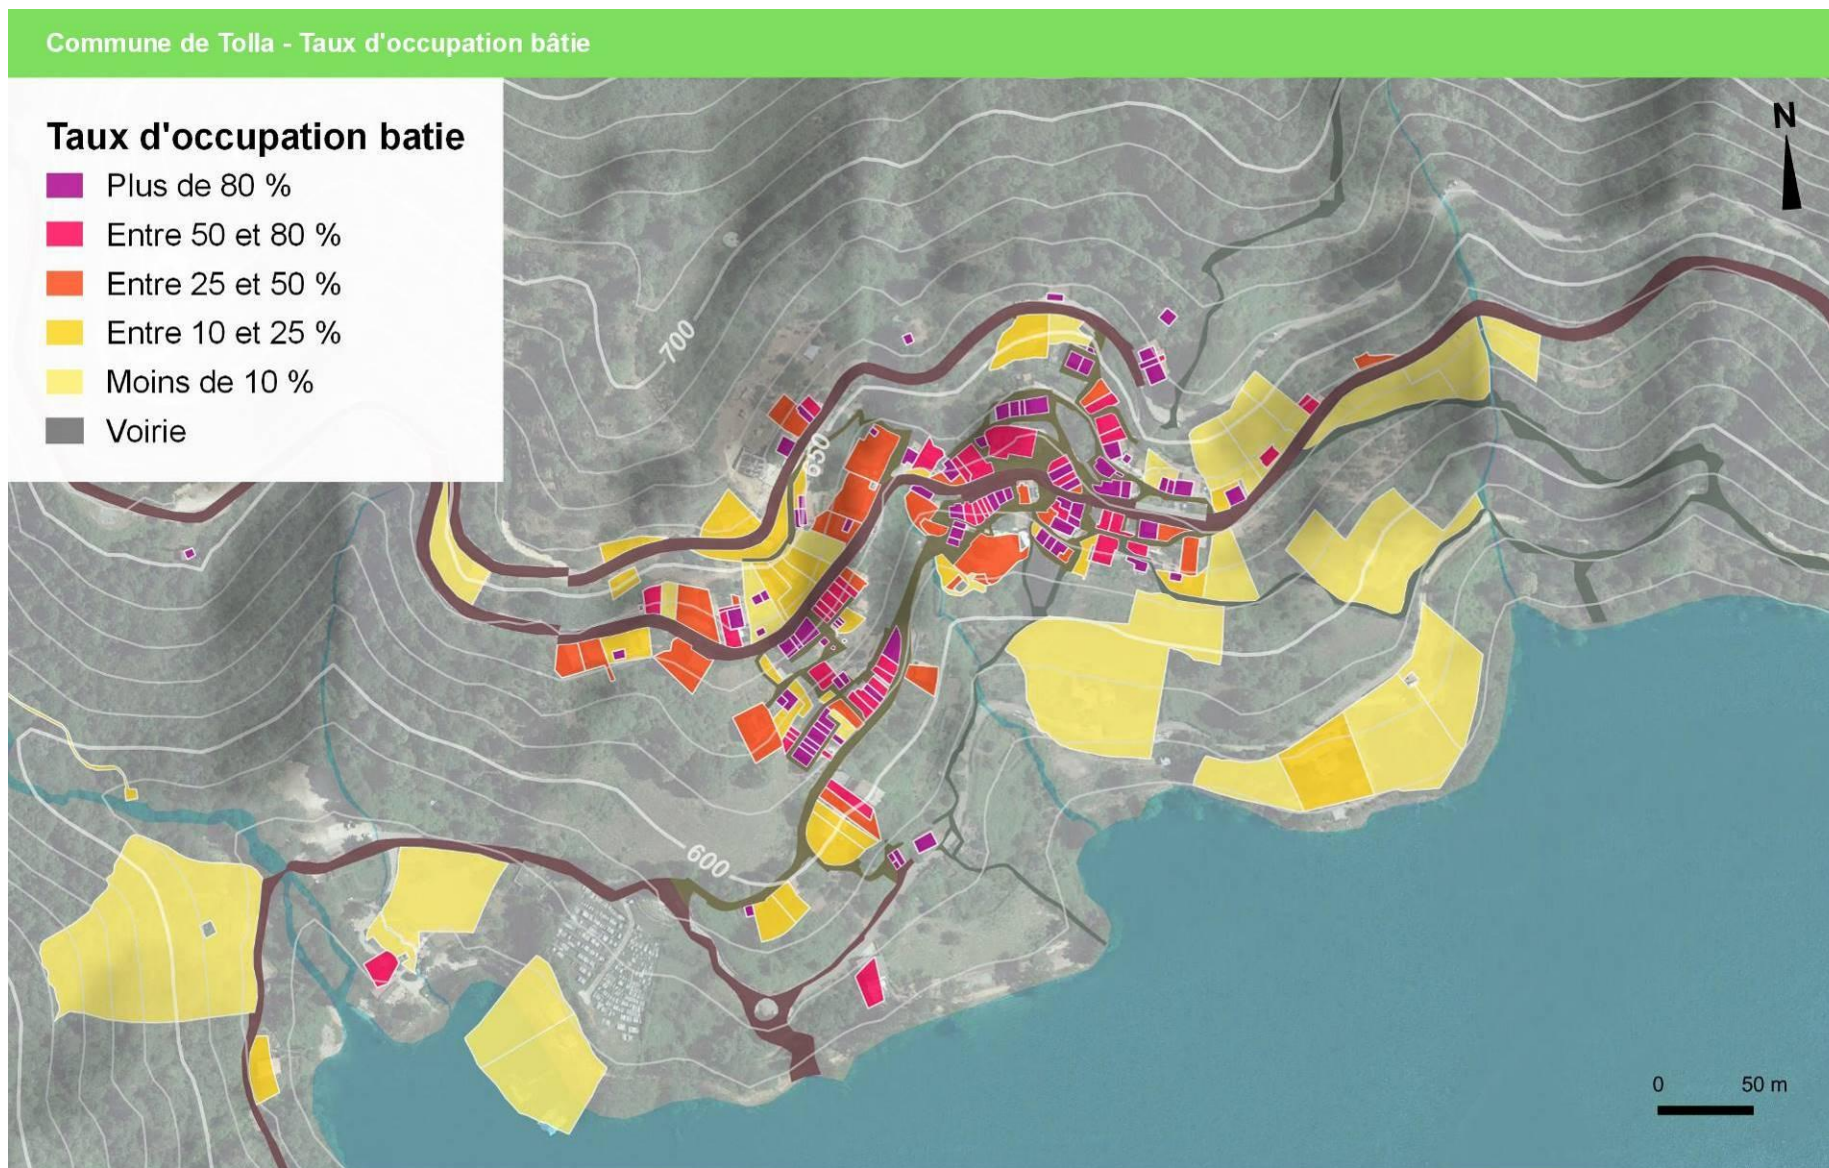 Commune de Tolla - Taux d'occupation bâtie
N
Taux d'occupation batie
Plus de 80 %
Entre 50 et 80 %
Entre 25 et 50 %
Entre 10 et 25 %
Moins de 10 %
Voirie
700
650
600
0 50 m